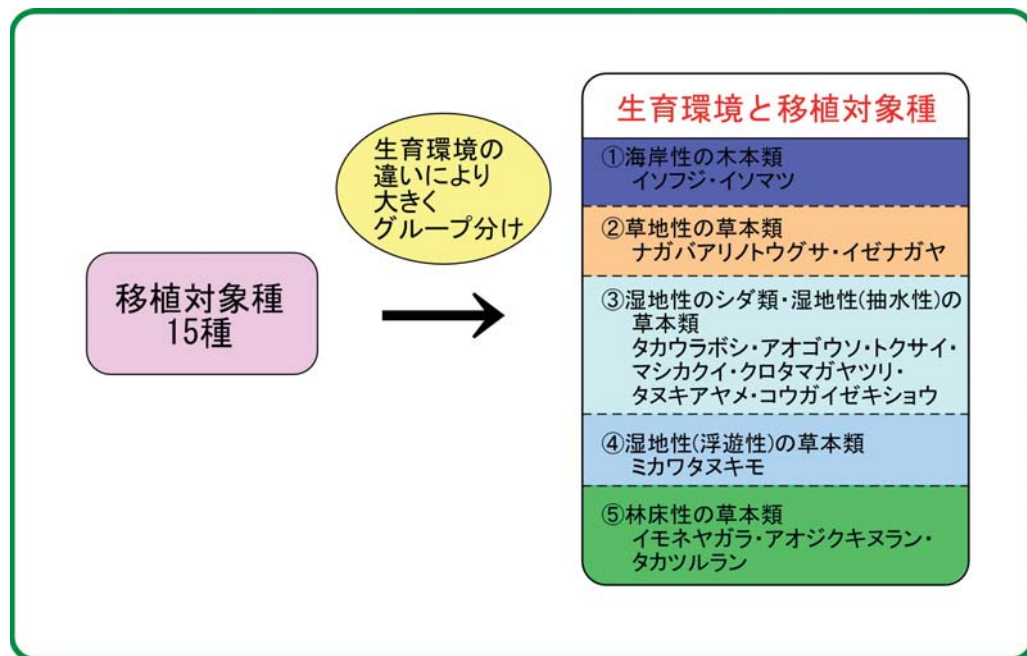 移植対象種
15種
生育環境の
違いにより
大きく
グループ分け
生育環境と移植対象種
①海岸性の木本類
イソフジ・イソマツ
②草地性の草本類
ナガバアリノトウグサ・イゼナガヤ
③湿地性のシダ類・湿地性(抽水性)の
草本類
タカウラボシ・アオゴウソ・トクサイ・
マシカクイ・クロタマガヤツリ・
タヌキアヤメ・コウガイゼキショウ
④湿地性(浮遊性)の草本類
ミカワタヌキモ
⑤林床性の草本類
イモネヤガラ・アオジクキヌラン・
タカツルラン